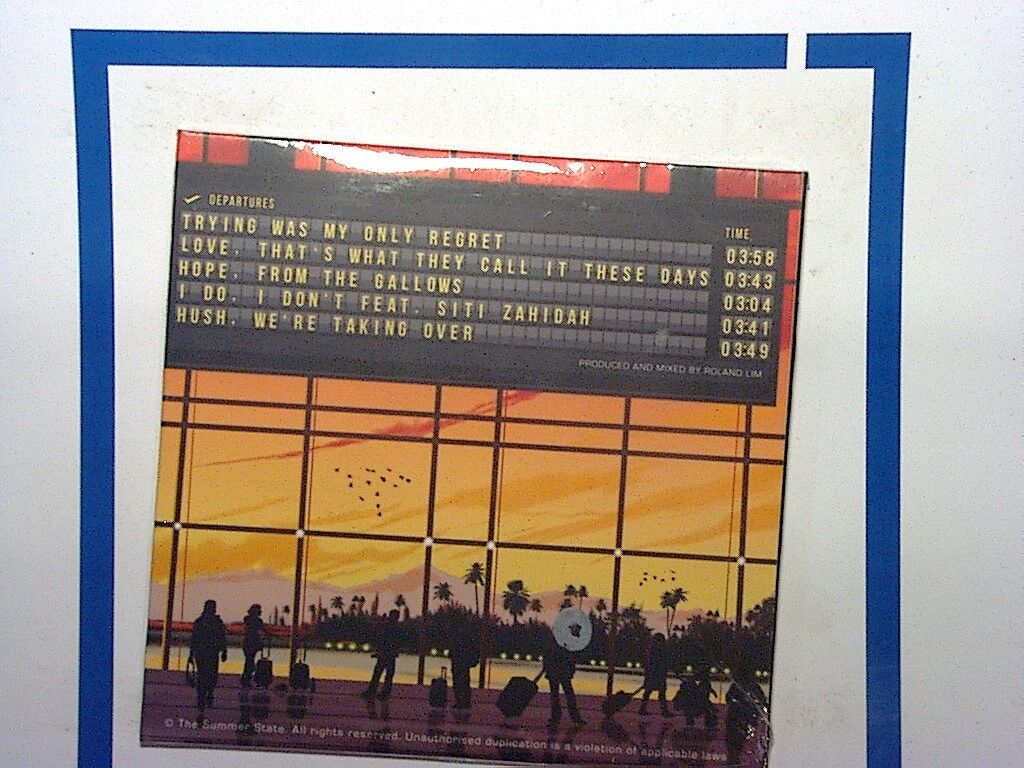 DEPARTURES TIME
TRYING WAS MY ONLY REGRET 03:58
LOVE, THAT'S WHAT THEY CALL IT THESE DAYS 03:43
HOPE, FROM THE GALLOWS 03:04
I DO, I DON'T FEAT. SITI ZAHIDAH 03:41
HUSH, WE'RE TAKING OVER 03:49
PRODUCED AND MIXED BY ROLAND LIM
© The Summer State. All rights reserved. Unauthorised duplication is a violation of applicable laws